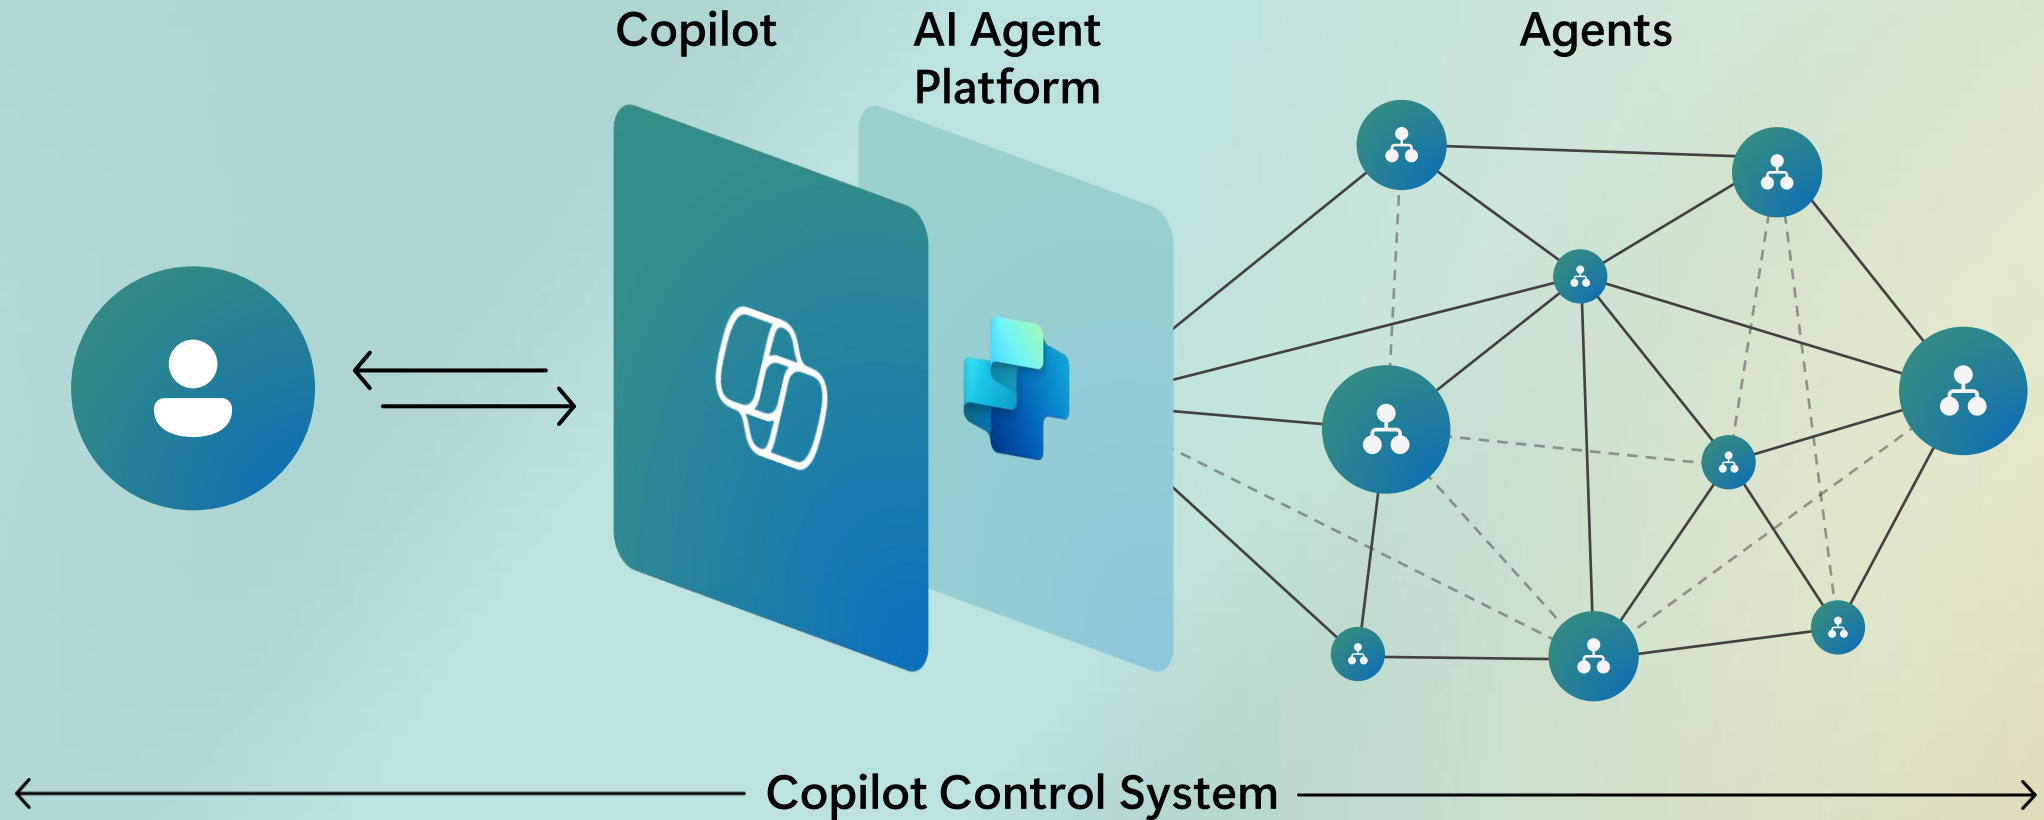 Copilot
AI Agent
Platform
Agents
Copilot Control System